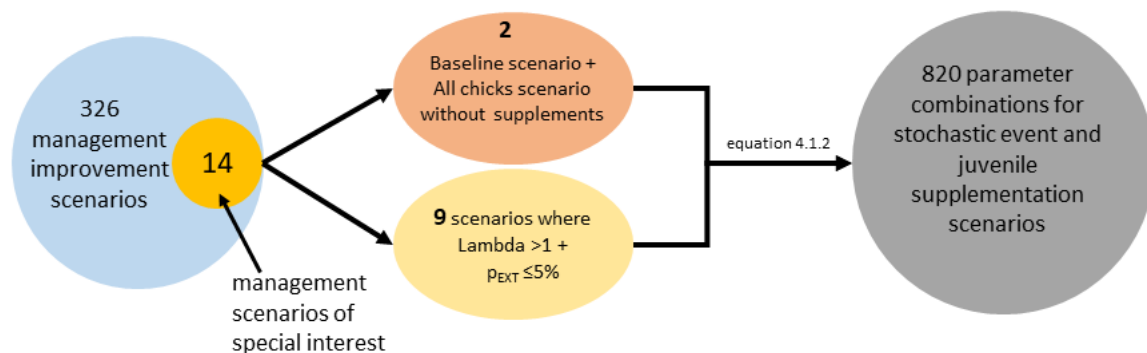 326
management
improvement
scenarios
14
management
scenarios of
special interest
2
Baseline scenario +
All chicks scenario
without supplements
9 scenarios where
Lambda >1 +
pEXT ≤5%
equation 4.1.2
820 parameter
combinations for
stochastic event and
juvenile
supplementation
scenarios